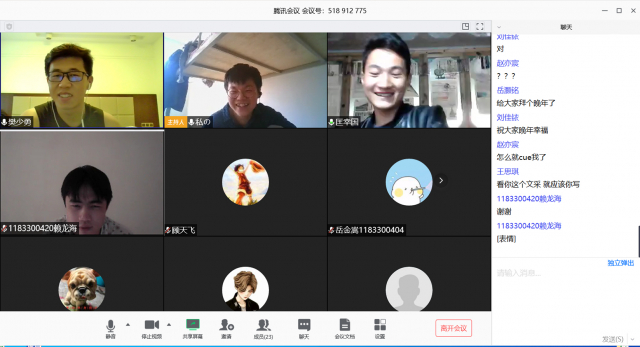 腾讯会议 会议号：518 912 775
聊天
刘佳铱
对
赵亦宸
？？？
岳鹏铭
给大家拜个晚年了
刘佳铱
祝大家晚年幸福
赵亦宸
怎么就cue我了
王思琪
看你这个文采 就应该你写
1183300420赖龙海
谢谢
1183300420赖龙海
[表情]
樊少勇
主持人 私の
匡幸国
1183300420赖龙海
顾天飞
岳金嵩1183300404
独立弹出
请输入消息...
发送(S)
静音
停止视频
共享屏幕
邀请
成员(23)
聊天
会议文档
设置
离开会议